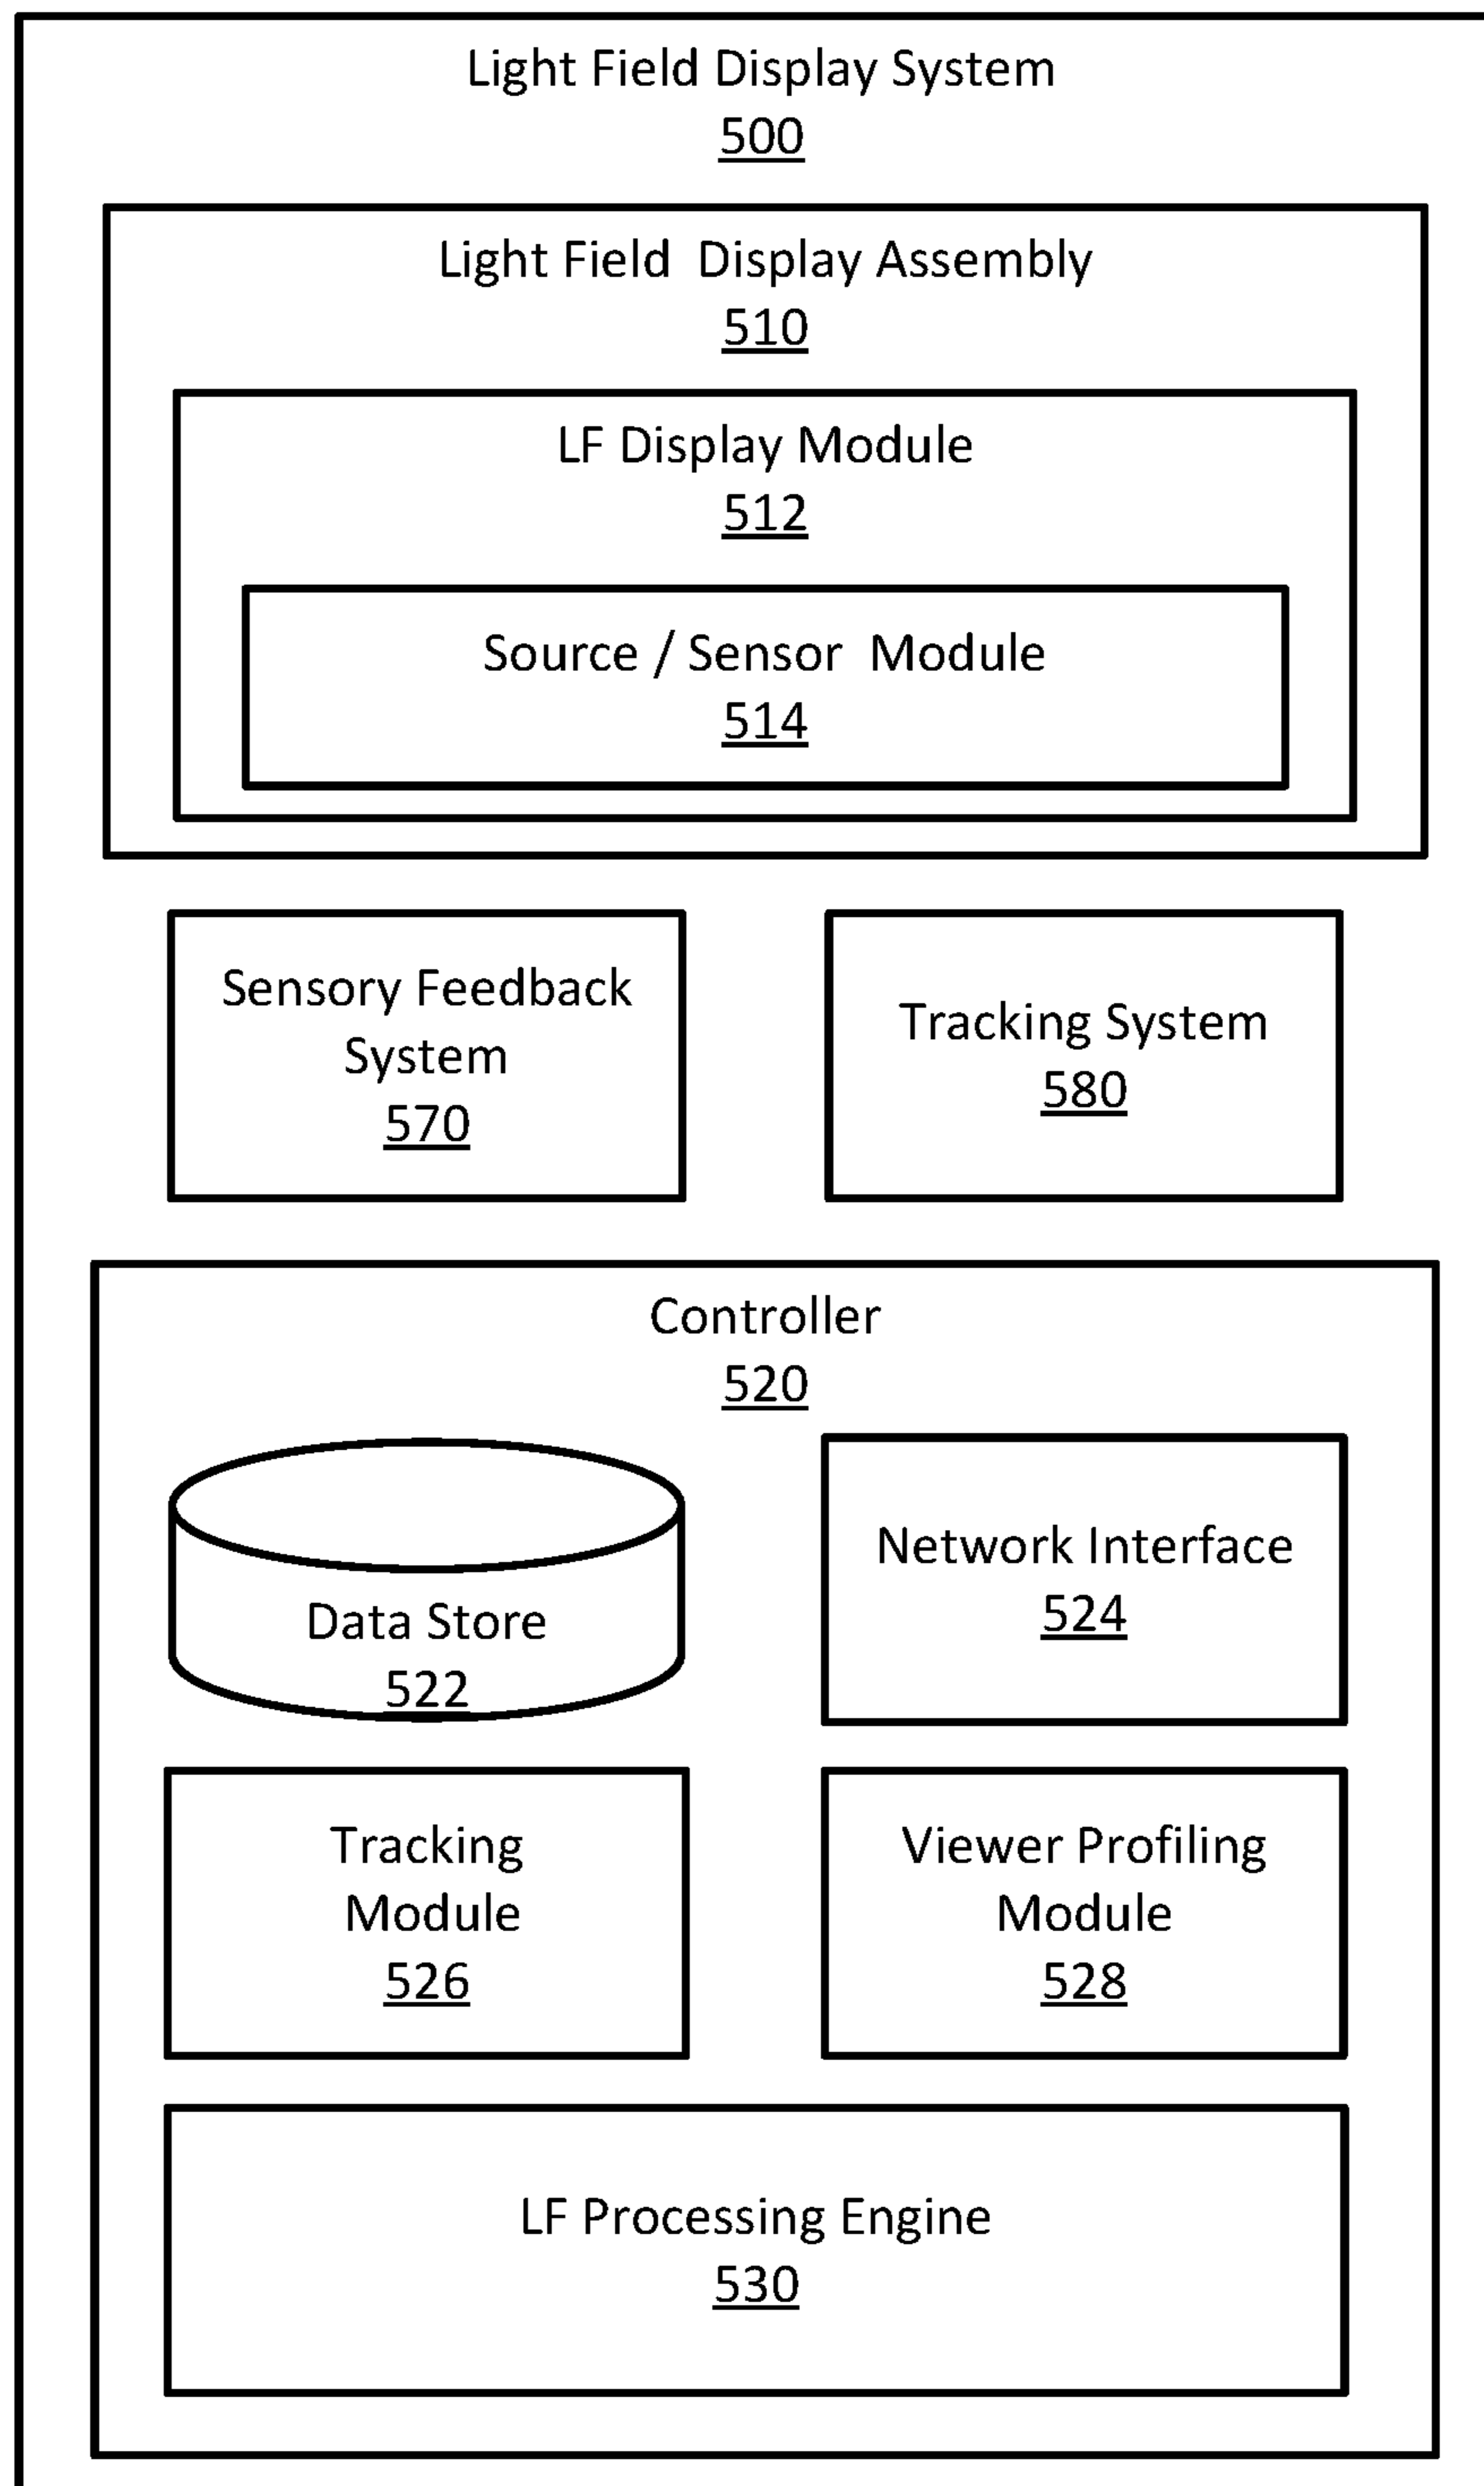 Light Field Display System
500
Light Field Display Assembly
510
LF Display Module
512
Source / Sensor Module
514
Sensory Feedback
System
570
Tracking System
580
Controller
520
Data Store
522
Network Interface
524
Tracking
Module
526
Viewer Profiling
Module
528
LF Processing Engine
530